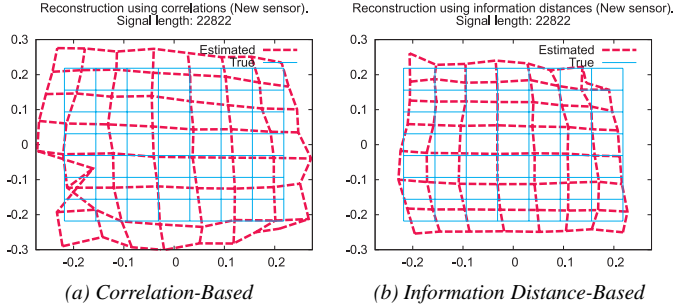 Reconstruction using correlations (New sensor).
Signal length: 22822
0.3
0.2
0.1
0
-0.1
-0.2
-0.3
-0.2
-0.1
0
0.1
0.2
Estimated
True
(a) Correlation-Based
Reconstruction using information distances (New sensor).
Signal length: 22822
0.3
0.2
0.1
0
-0.1
-0.2
-0.3
-0.2
-0.1
0
0.1
0.2
Estimated
True
(b) Information Distance-Based